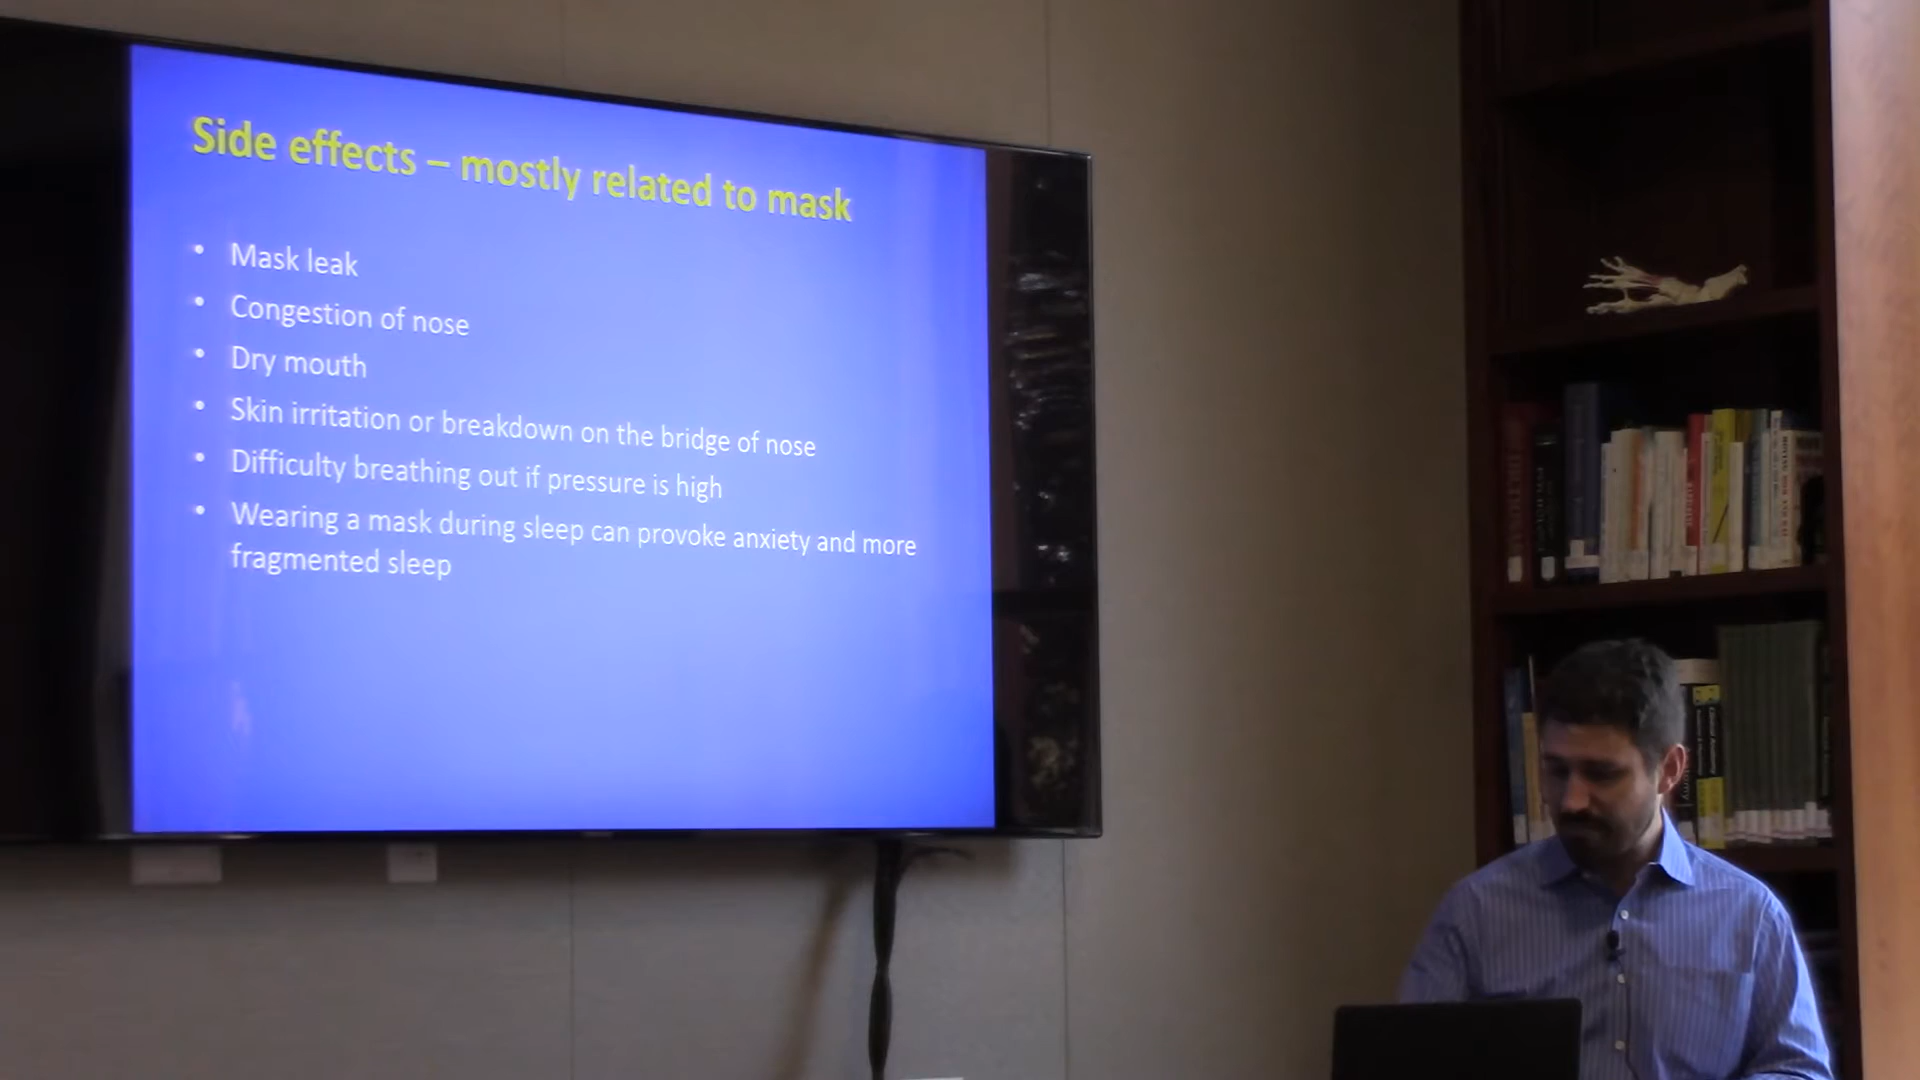 Side effects – mostly related to mask
• Mask leak
• Congestion of nose
• Dry mouth
• Skin irritation or breakdown on the bridge of nose
• Difficulty breathing out if pressure is high
• Wearing a mask during sleep can provoke anxiety and more
fragmented sleep